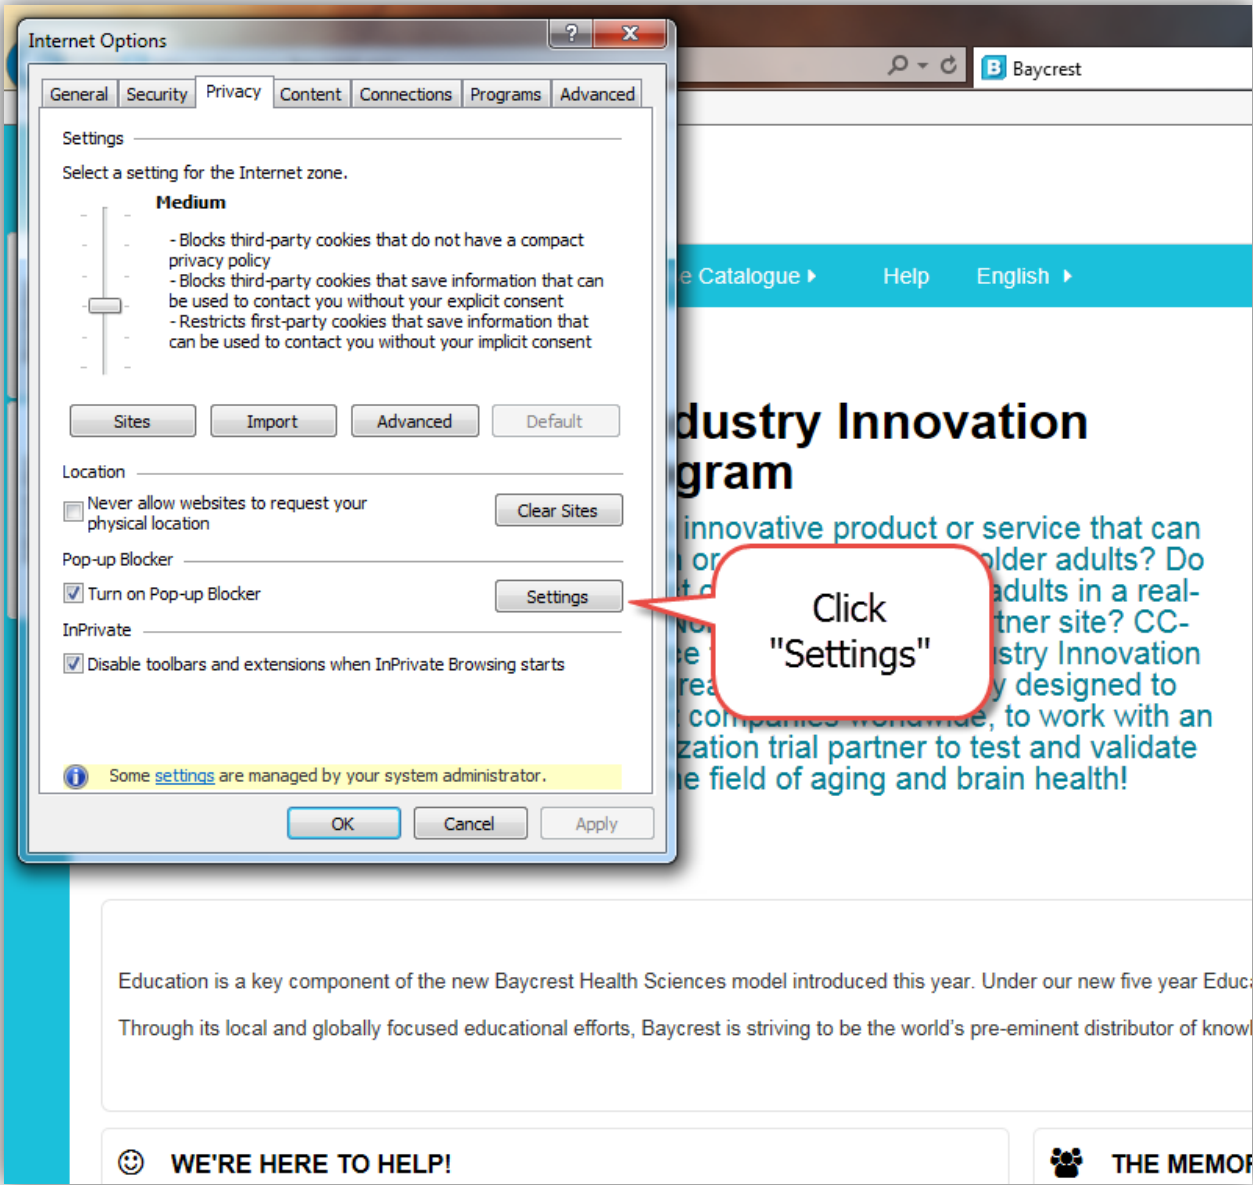 Internet Options
?
X
Baycrest
General
Security
Privacy
Content
Connections
Programs
Advanced
Settings
Select a setting for the Internet zone.
Medium
- Blocks third-party cookies that do not have a compact
privacy policy
- Blocks third-party cookies that save information that can
be used to contact you without your explicit consent
- Restricts first-party cookies that save information that
can be used to contact you without your implicit consent
Sites
Import
Advanced
Default
Location
Never allow websites to request your
physical location
Clear Sites
Pop-up Blocker
Turn on Pop-up Blocker
Settings
InPrivate
Disable toolbars and extensions when InPrivate Browsing starts
Some settings are managed by your system administrator.
OK
Cancel
Apply
Click
"Settings"
e Catalogue
Help
English
dustry Innovation
gram
innovative product or service that can
older adults? Do
adults in a real-
tner site? CC-
stry Innovation
y designed to
companies worldwide, to work with an
zation trial partner to test and validate
e field of aging and brain health!
Education is a key component of the new Baycrest Health Sciences model introduced this year. Under our new five year Educa
Through its local and globally focused educational efforts, Baycrest is striving to be the world's pre-eminent distributor of knowl
WE'RE HERE TO HELP!
THE MEMOR